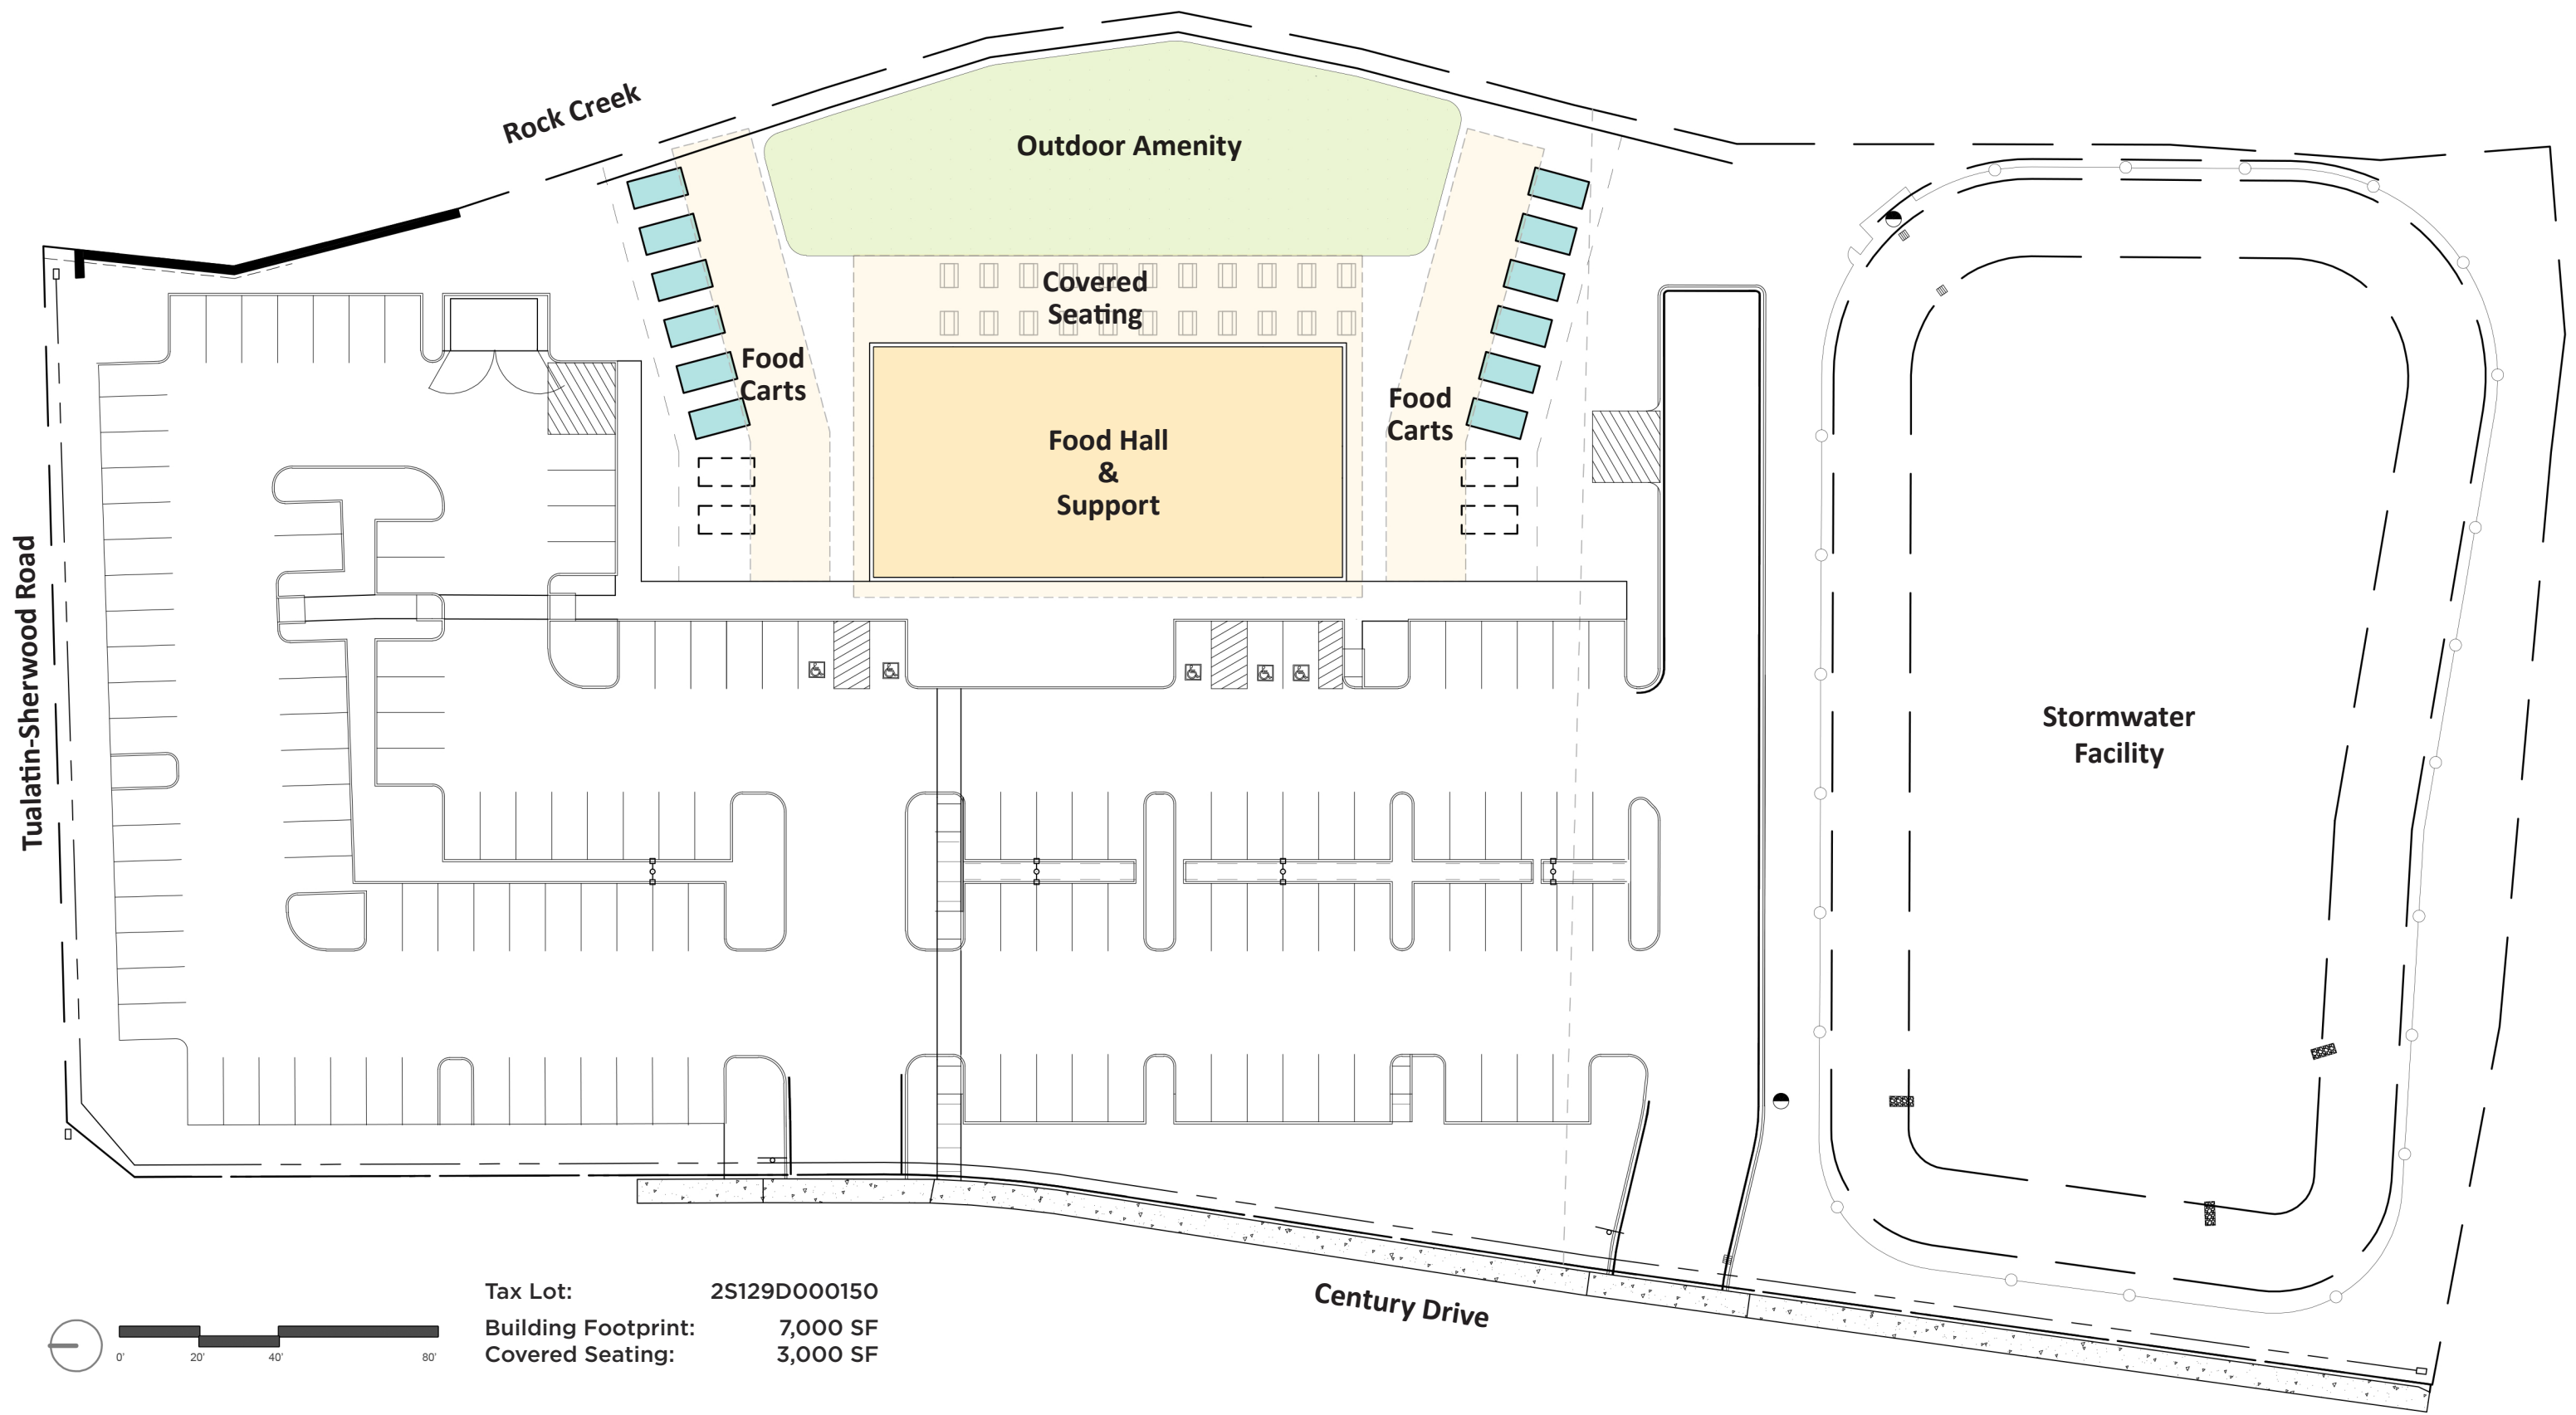 Rock Creek
Outdoor Amenity
Covered
Seating
Food
Carts
Food
Carts
Food Hall
&
Support
Tualatin-Sherwood Road
Stormwater
Facility
Century Drive
Tax Lot: 2S129D000150
Building Footprint: 7,000 SF
Covered Seating: 3,000 SF
0' 20' 40' 80'